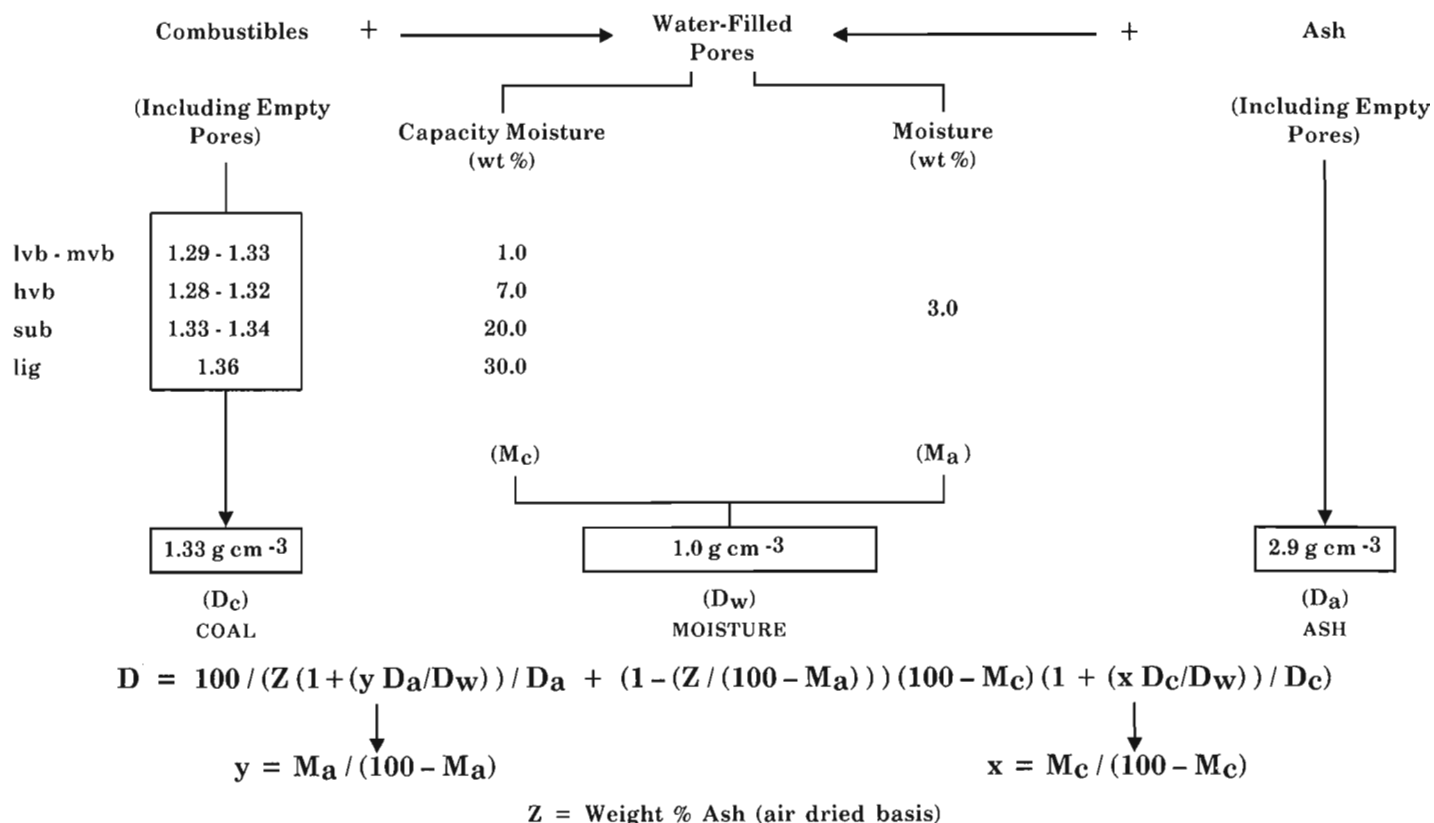 Combustibles + Water-Filled + Ash
Pores
(Including Empty
Pores)
Capacity Moisture
(wt %)
Moisture
(wt %)
(Including Empty
Pores)
lvb - mvb 1.29 - 1.33 1.0
hvb 1.28 - 1.32 7.0
3.0
sub 1.33 - 1.34 20.0
lig 1.36 30.0
(Mc) (Ma)
1.33 g cm -3 1.0 g cm -3 2.9 g cm -3
(Dc) (Dw) (Da)
COAL MOISTURE ASH
D = 100 / (Z (1+(y Da/Dw)) / Da + (1 – (Z / (100 – Ma))) (100 – Mc) (1 + (x Dc/Dw)) / Dc)
y = Ma / (100 – Ma) x = Mc / (100 – Mc)
Z = Weight % Ash (air dried basis)